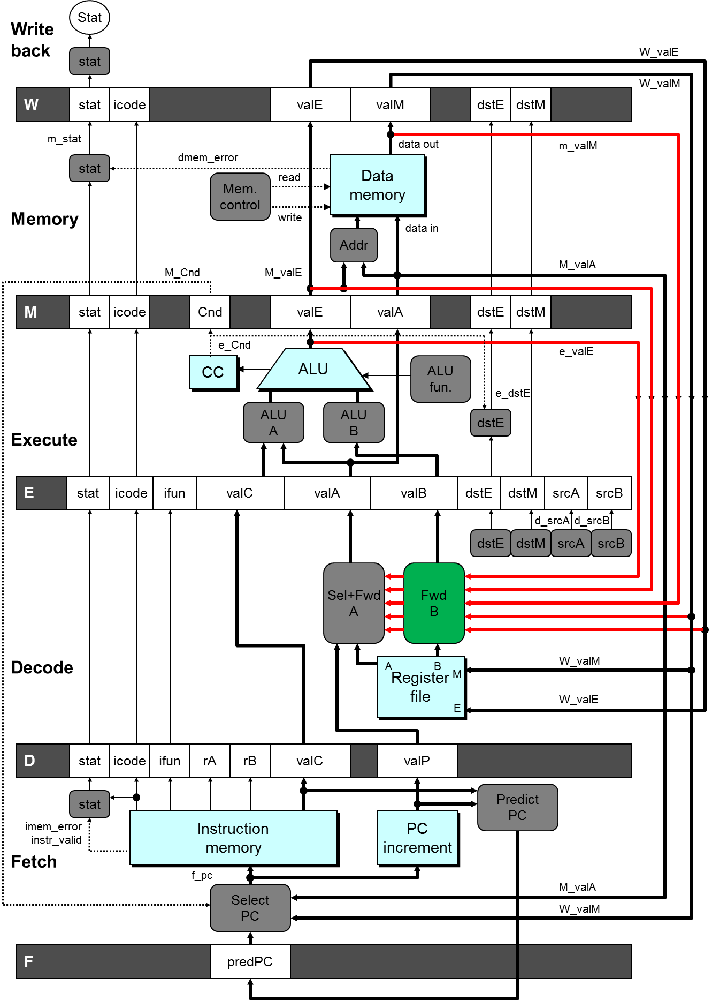 Stat
Write
back
stat
W_valE
W_valM
W
stat
icode
valE
valM
dstE
dstM
m_stat
data out
m_valM
stat
dmem_error
Data
memory
Mem.
control
read
write
Memory
data in
Addr
M_Cnd
M_valE
M_valA
M
stat
icode
Cnd
valE
valA
dstE
dstM
e_Cnd
e_valE
CC
ALU
ALU
fun.
e_dstE
ALU
A
ALU
B
dstE
Execute
E
stat
icode
ifun
valC
valA
valB
dstE
dstM
srcA
srcB
d_srcA
d_srcB
dstE
dstM
srcA
srcB
Sel+Fwd
A
Fwd
B
Decode
A
B
M
Register
file
E
W_valM
W_valE
D
stat
icode
ifun
rA
rB
valC
valP
stat
Predict
PC
imem_error
instr_valid
Instruction
memory
PC
increment
Fetch
f_pc
Select
PC
M_valA
W_valM
F
predPC